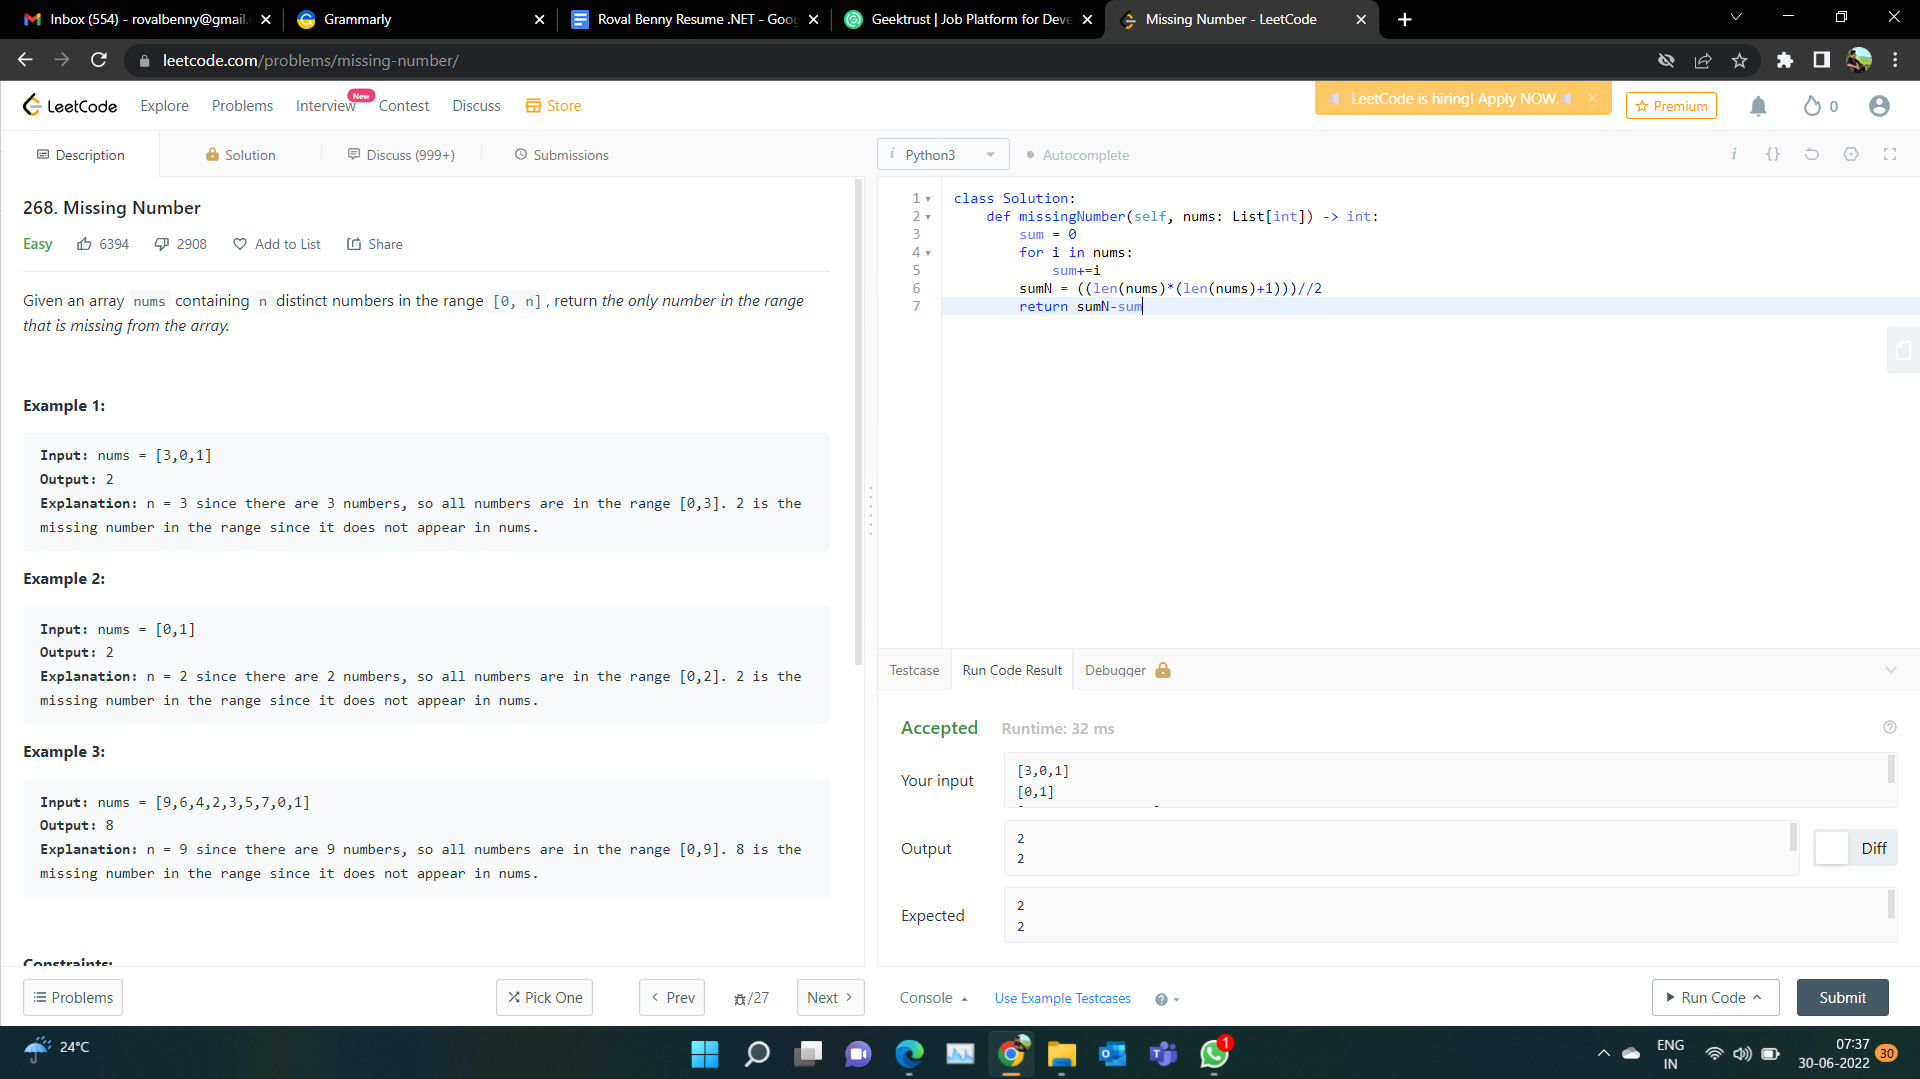 Inbox (554) - rovalbenny@gmail.
Grammarly
Roval Benny Resume .NET - Goog
Geektrust | Job Platform for Deve
Missing Number - LeetCode
leetcode.com/problems/missing-number/
LeetCode
Explore
Problems
Interview
New
Contest
Discuss
Store
LeetCode is hiring! Apply NOW.
Premium
0
Description
Solution
Discuss (999+)
Submissions
i Python3
Autocomplete
i {}
268. Missing Number
Easy
6394
2908
Add to List
Share
Given an array nums containing n distinct numbers in the range [0, n], return the only number in the range
that is missing from the array.
Example 1:
Input: nums = [3,0,1]
Output: 2
Explanation: n = 3 since there are 3 numbers, so all numbers are in the range [0,3]. 2 is the
missing number in the range since it does not appear in nums.
Example 2:
Input: nums = [0,1]
Output: 2
Explanation: n = 2 since there are 2 numbers, so all numbers are in the range [0,2]. 2 is the
missing number in the range since it does not appear in nums.
Example 3:
Input: nums = [9,6,4,2,3,5,7,0,1]
Output: 8
Explanation: n = 9 since there are 9 numbers, so all numbers are in the range [0,9]. 8 is the
missing number in the range since it does not appear in nums.
Constraints:
1 class Solution:
2 def missingNumber(self, nums: List[int]) -> int:
3 sum = 0
4 for i in nums:
5 sum+=i
6 sumN = ((len(nums)*(len(nums)+1)))//2
7 return sumN-sum
Testcase
Run Code Result
Debugger
Accepted
Runtime: 32 ms
Your input
[3,0,1]
[0,1]
Output
2
2
Diff
Expected
2
2
Problems
Pick One
Prev
/27
Next
Console
Use Example Testcases
Run Code
Submit
24°C
1
ENG
IN
07:37
30-06-2022
30